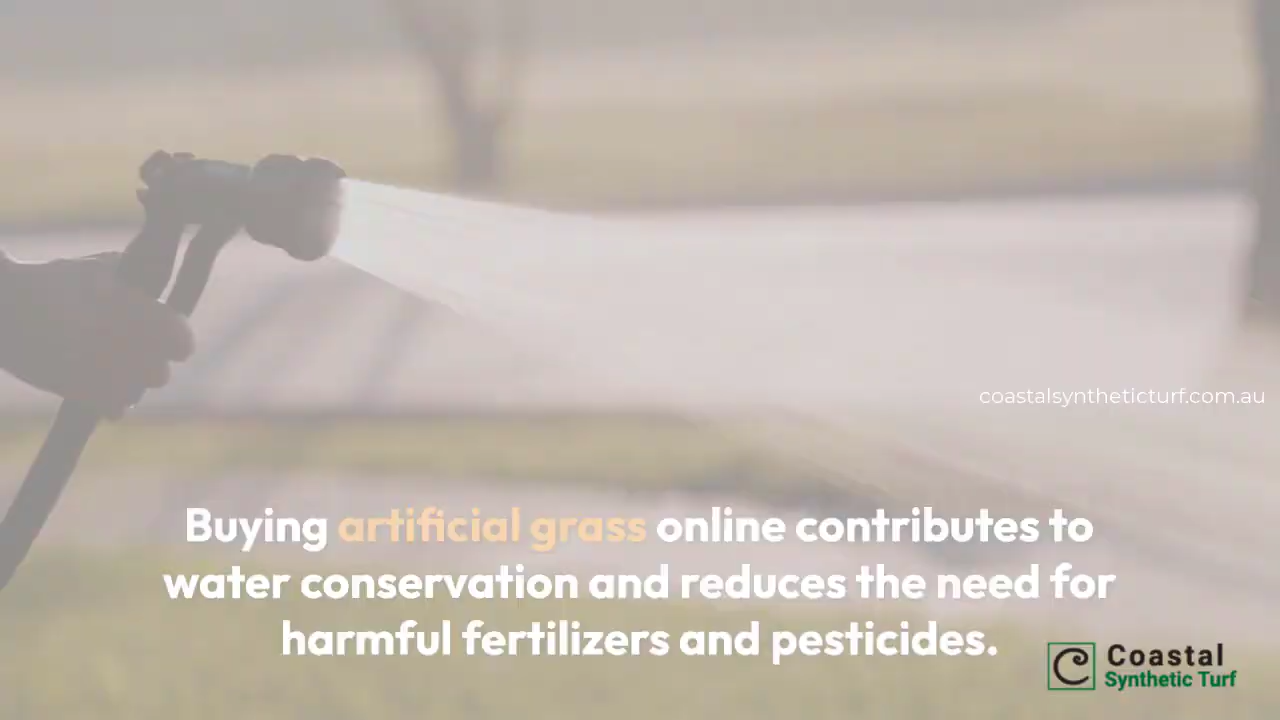 coastalsyntheticturf.com.au
Buying artificial grass online contributes to
water conservation and reduces the need for
harmful fertilizers and pesticides.
Coastal
Synthetic Turf